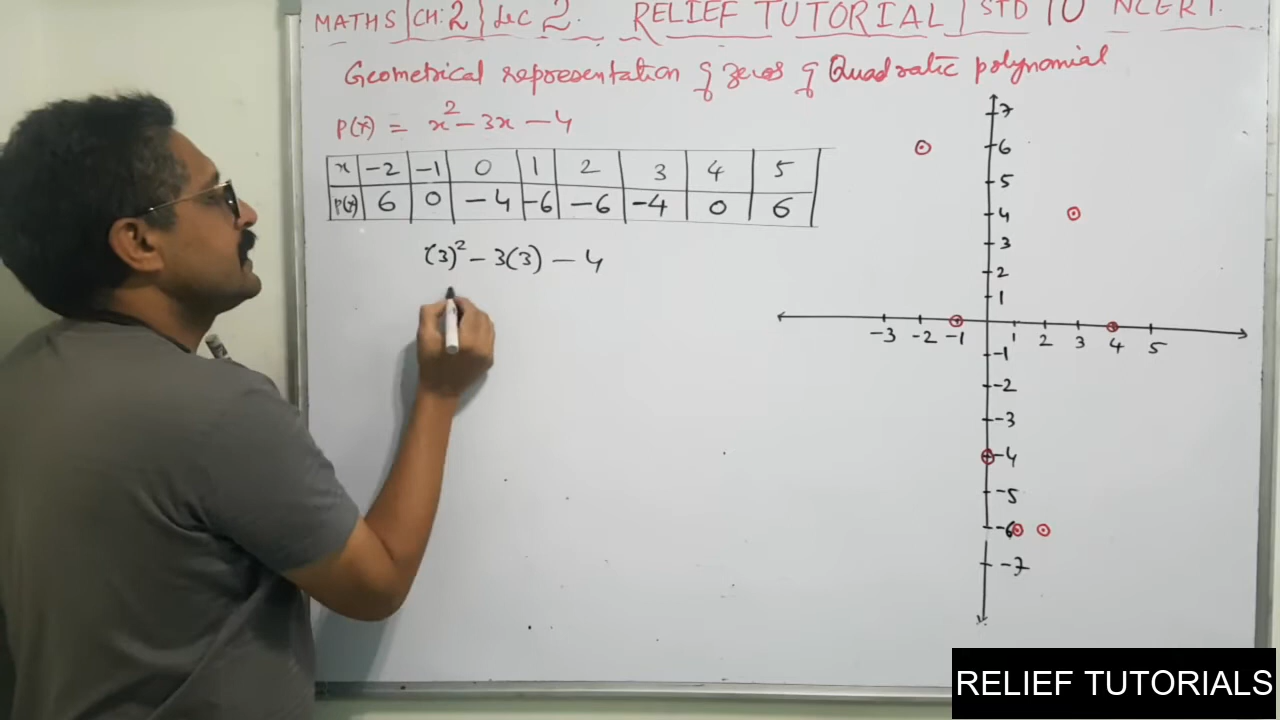 MATHS | CH: 2 | Lec 2. RELIEF TUTORIAL | STD 10 NCERT.
Geometrical representation of zeros of Quadratic polynomial
P(x) = x² - 3x - 4
x | -2 | -1 | 0 | 1 | 2 | 3 | 4 | 5
P(x) | 6 | 0 | -4 | -6 | -6 | -4 | 0 | 6
(3)² - 3(3) - 4
7
6
5
4
3
2
1
-3 -2 -1 1 2 3 4 5
-1
-2
-3
-4
-5
-6
-7
RELIEF TUTORIALS